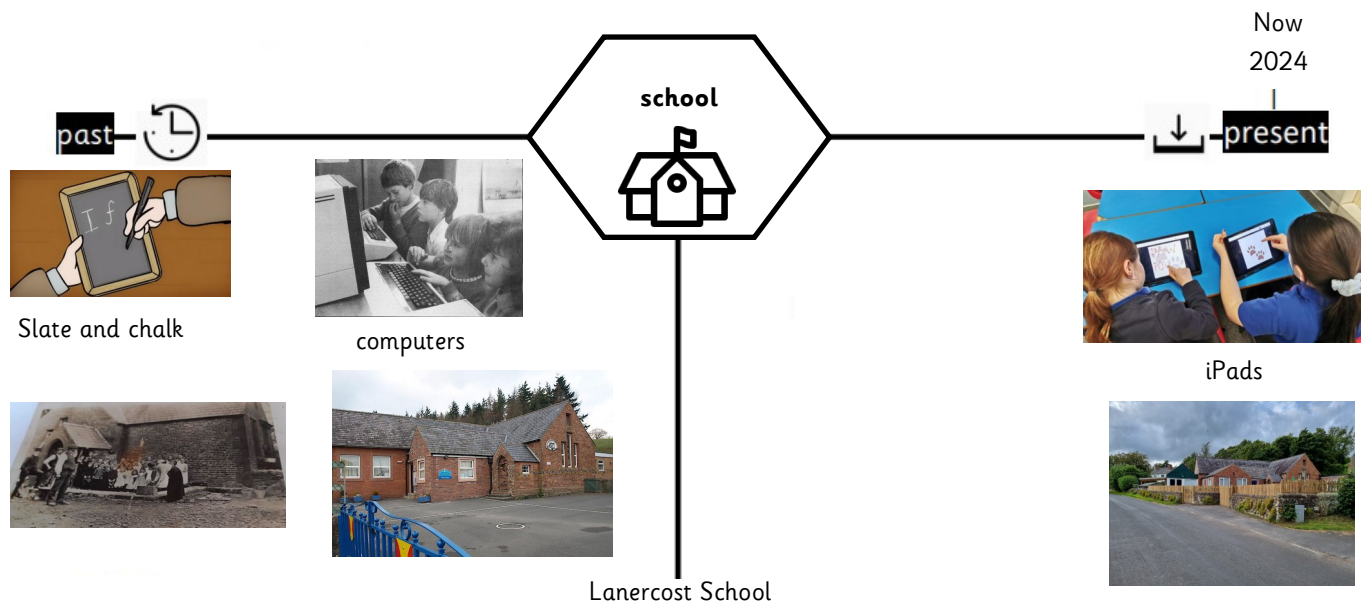 Now
2024
school
past
present
If
Slate and chalk
computers
iPads
Lanercost School